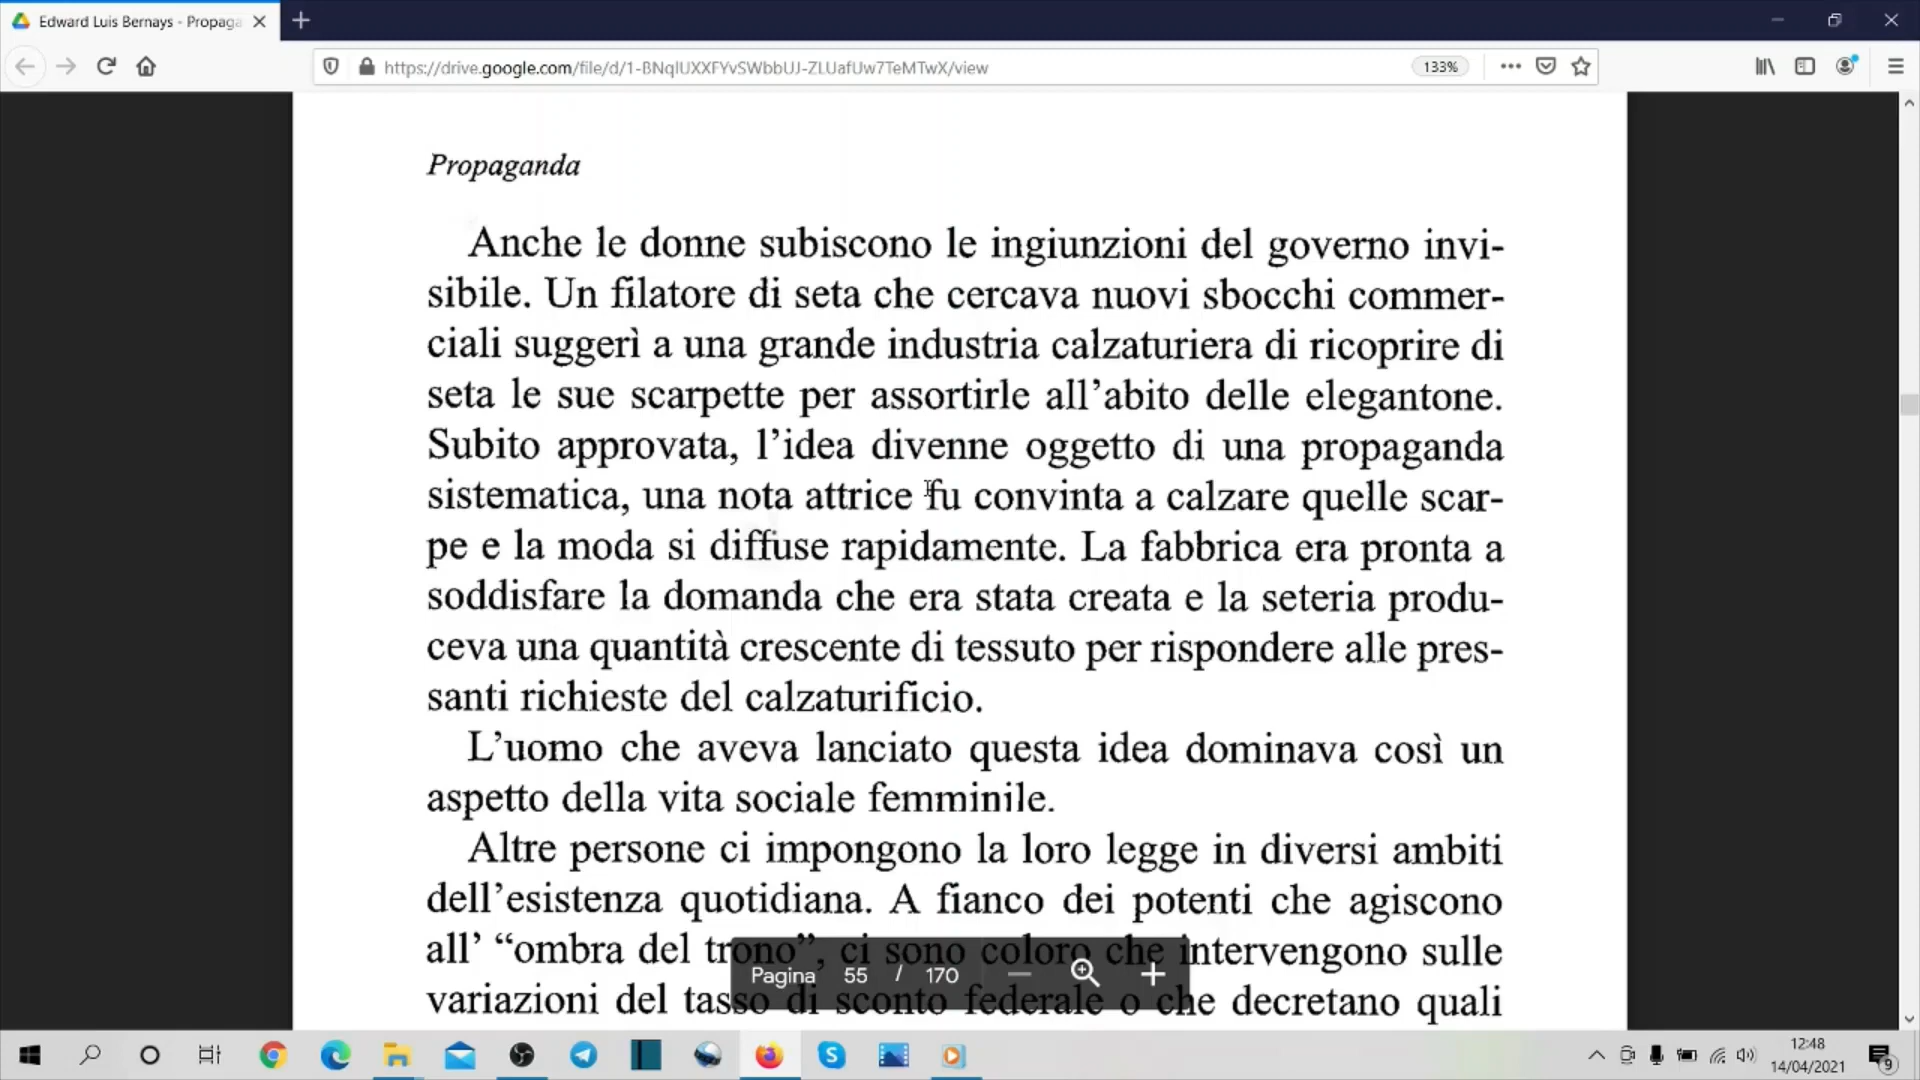 Edward Luis Bernays - Propaga
https://drive.google.com/file/d/1-BNqlUXXFYvSWbbUJ-ZLUafUw7TeMTwX/view
133%
Propaganda
Anche le donne subiscono le ingiunzioni del governo invi-
sibile. Un filatore di seta che cercava nuovi sbocchi commer-
ciali suggerì a una grande industria calzaturiera di ricoprire di
seta le sue scarpette per assortirle all’abito delle elegantone.
Subito approvata, l’idea divenne oggetto di una propaganda
sistematica, una nota attrice fu convinta a calzare quelle scar-
pe e la moda si diffuse rapidamente. La fabbrica era pronta a
soddisfare la domanda che era stata creata e la seteria produ-
ceva una quantità crescente di tessuto per rispondere alle pres-
santi richieste del calzaturificio.
L’uomo che aveva lanciato questa idea dominava così un
aspetto della vita sociale femminile.
Altre persone ci impongono la loro legge in diversi ambiti
dell’esistenza quotidiana. A fianco dei potenti che agiscono
all’ “ombra del trono”, ci sono coloro che intervengono sulle
variazioni del tasso di sconto federale o che decretano quali
Pagina 55 / 170
12:48
14/04/2021
9